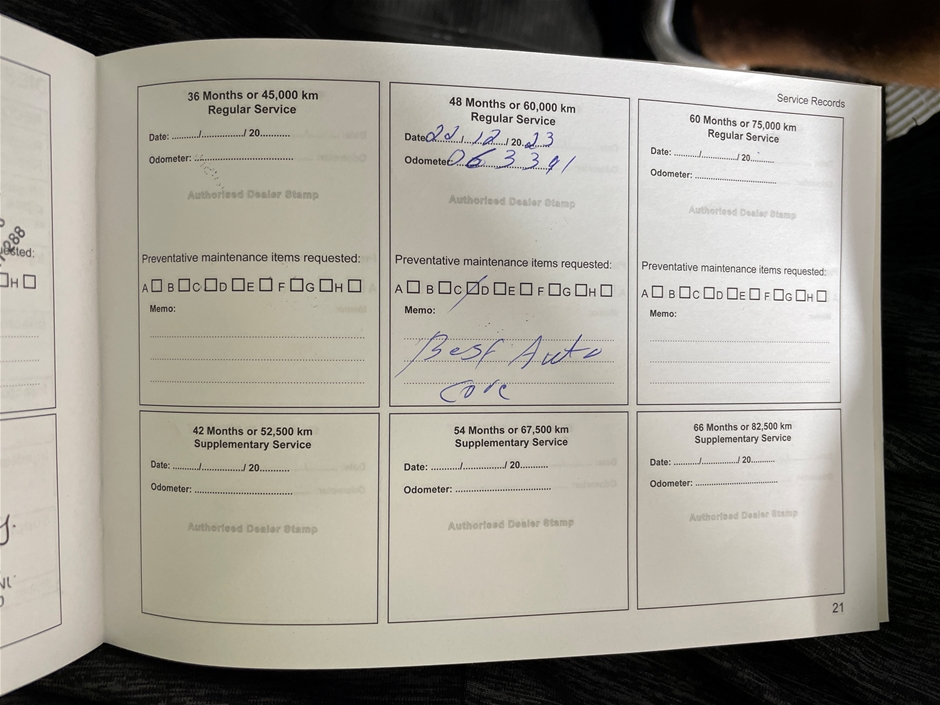 Service Records
36 Months or 45,000 km
Regular Service
Date: ........../................/ 20..........
Odometer: ...................................
Authorised Dealer Stamp
Preventative maintenance items requested:
A☐ B☐C☐D☐E☐ F☐G☐H☐
Memo:
48 Months or 60,000 km
Regular Service
Date: 22/12/ 20.23
Odometer: 063391
Authorised Dealer Stamp
Preventative maintenance items requested:
A☐ B☐C☐D☐E☐ F☐G☐H☐
Memo:
Best Auto
Care
60 Months or 75,000 km
Regular Service
Date: ........../................/ 20..........
Odometer: ...................................
Authorised Dealer Stamp
Preventative maintenance items requested:
A☐ B☐C☐D☐E☐F☐G☐H☐
Memo:
42 Months or 52,500 km
Supplementary Service
Date: ........../................/ 20..........
Odometer: ...................................
Authorised Dealer Stamp
54 Months or 67,500 km
Supplementary Service
Date: ........../................/ 20..........
Odometer: ...................................
Authorised Dealer Stamp
66 Months or 82,500 km
Supplementary Service
Date: ........../................/ 20..........
Odometer: ...................................
Authorised Dealer Stamp
21